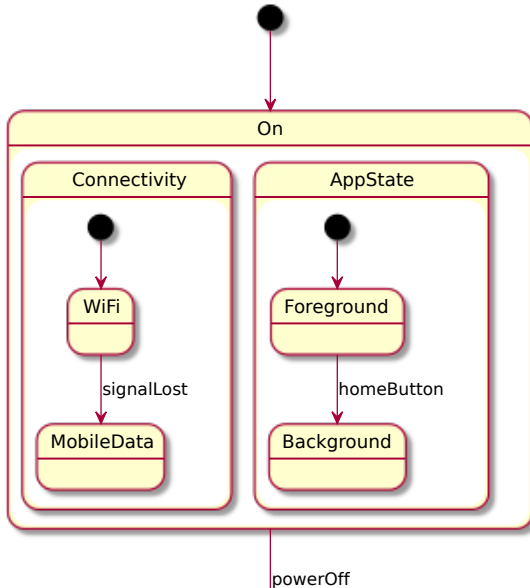 On
Connectivity
AppState
WiFi
Foreground
signalLost
homeButton
MobileData
Background
powerOff